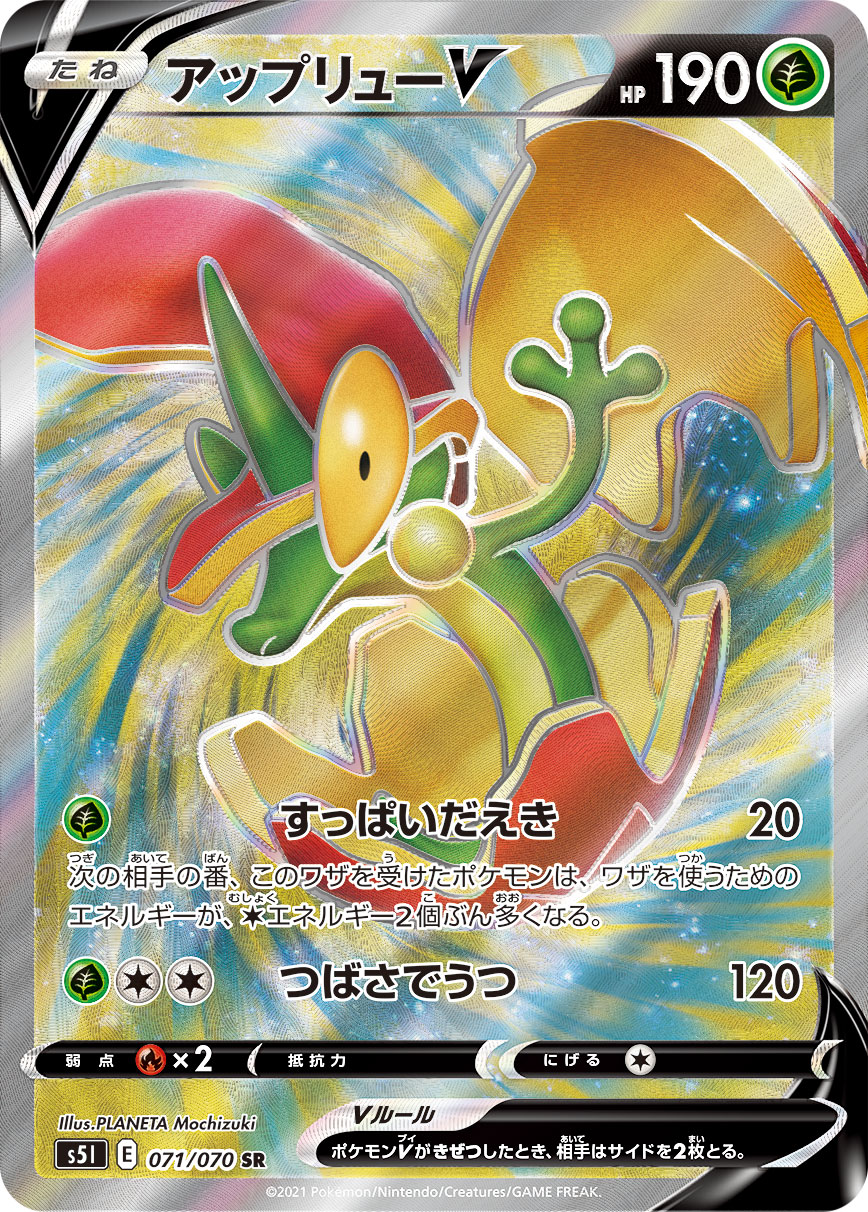 たね アップリューV HP 190
すっぱいだえき 20
次の相手の番、このワザを受けたポケモンは、ワザを使うための
エネルギーが、エネルギー2個ぶん多くなる。
つばさでうつ 120
弱点 ×2 抵抗力 にげる
Illus.PLANETA Mochizuki
Vルール
ポケモンVがきぜつしたとき、相手はサイドを2枚とる。
s5I E 071/070 SR
©2021 Pokémon/Nintendo/Creatures/GAME FREAK.